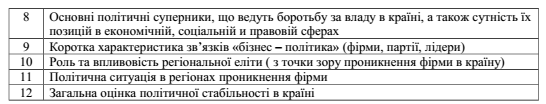 8 Основні політичні суперники, що ведуть боротьбу за владу в країні, а також сутність їх
позицій в економічній, соціальній и правовій сферах
9 Коротка характеристика зв'язків «бізнес – політика» (фірми, партії, лідери)
10 Роль та впливовість регіональної еліти ( з точки зору проникнення фірми в країну)
11 Політична ситуація в регіонах проникнення фірми
12 Загальна оцінка політичної стабільності в країні